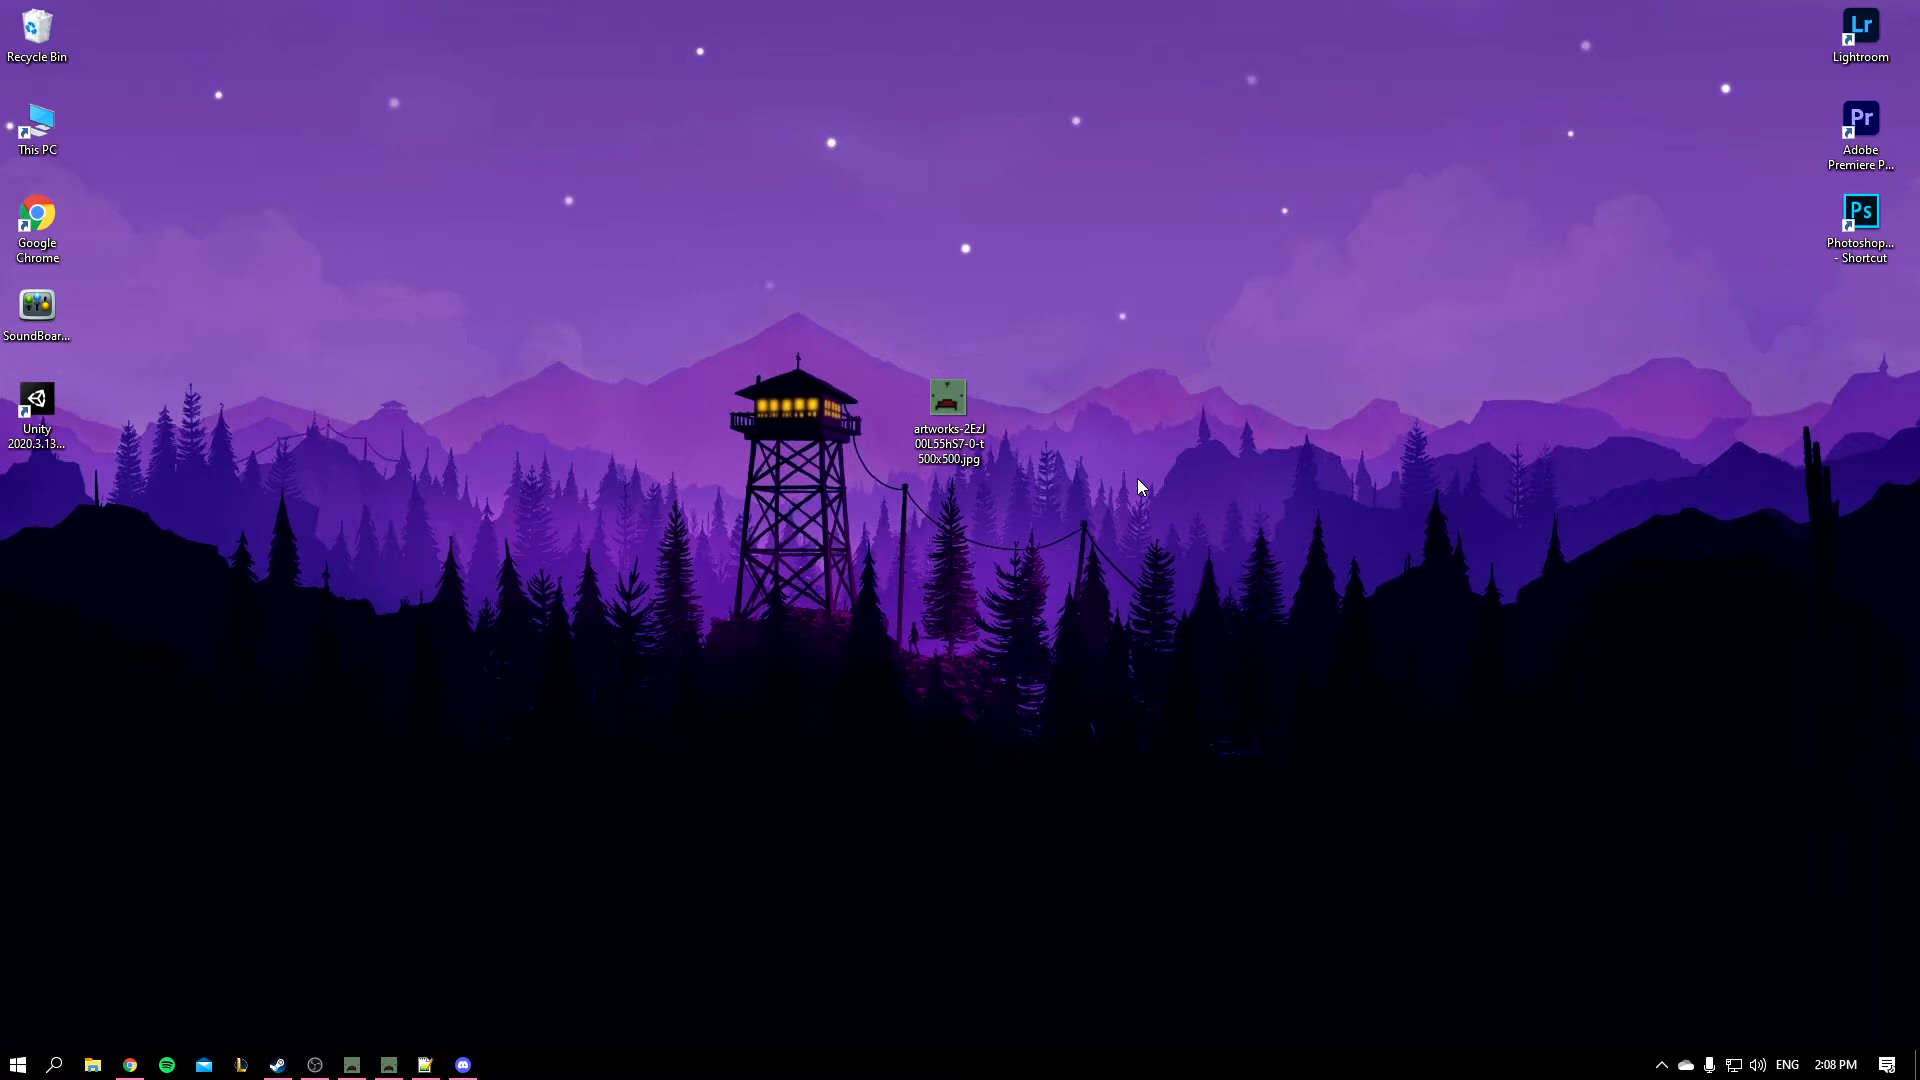 Recycle Bin
This PC
Google
Chrome
SoundBoar...
Unity
2020.3.13...
artworks-2EzJ
00L55hS7-0-t
500x500.jpg
Lr
Lightroom
Pr
Adobe
Premiere P...
Ps
Photoshop...
- Shortcut
ENG
2:08 PM